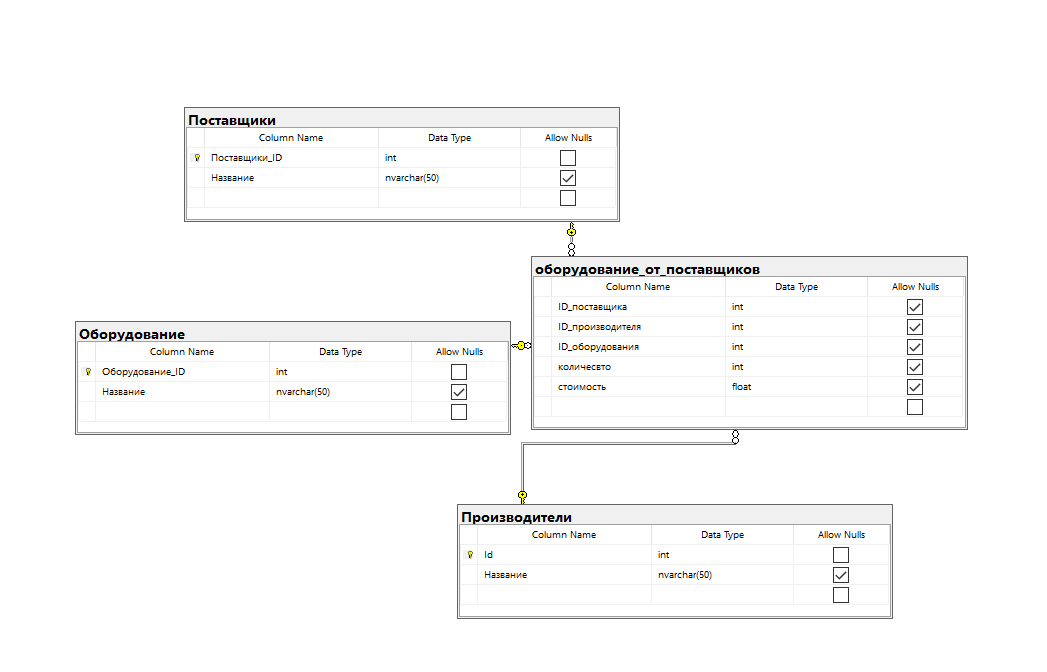 Поставщики
Column Name Data Type Allow Nulls
Поставщики_ID int
Название nvarchar(50)
оборудование_от_поставщиков
Column Name Data Type Allow Nulls
ID_поставщика int
ID_производителя int
ID_оборудования int
количесвто int
стоимость float
Оборудование
Column Name Data Type Allow Nulls
Оборудование_ID int
Название nvarchar(50)
Производители
Column Name Data Type Allow Nulls
Id int
Название nvarchar(50)